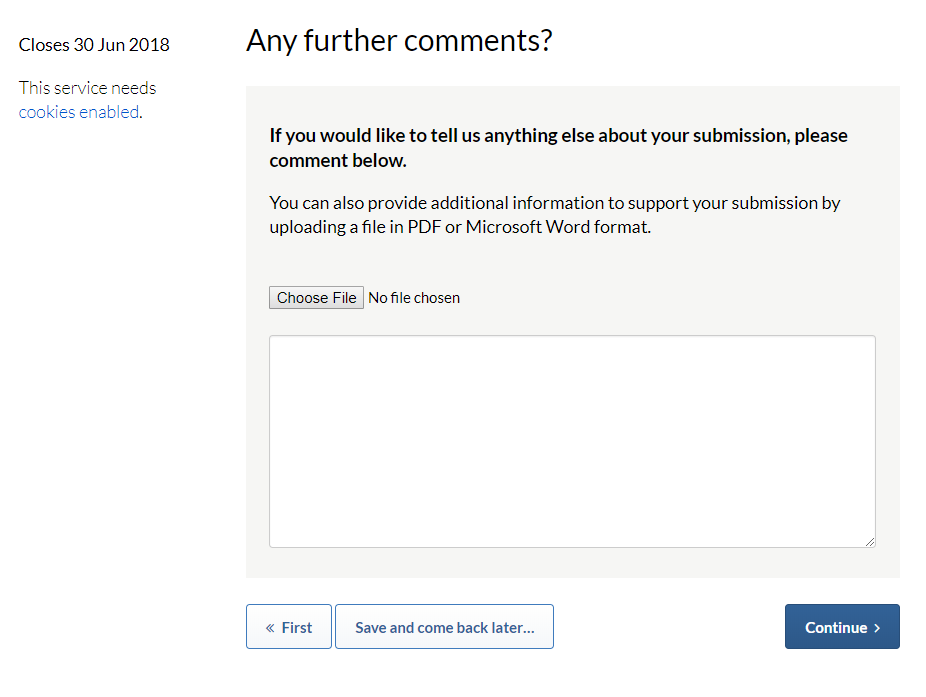 Closes 30 Jun 2018
This service needs
cookies enabled.
Any further comments?
If you would like to tell us anything else about your submission, please
comment below.
You can also provide additional information to support your submission by
uploading a file in PDF or Microsoft Word format.
Choose File No file chosen
« First
Save and come back later...
Continue >